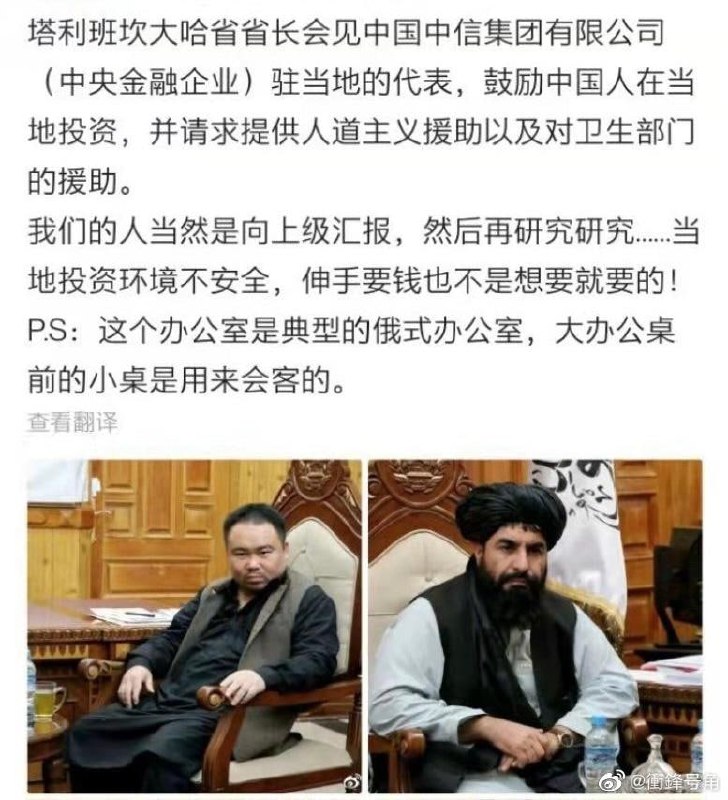 塔利班坎大哈省省长会见中国中信集团有限公司
（中央金融企业）驻当地的代表，鼓励中国人在当
地投资，并请求提供人道主义援助以及对卫生部门
的援助。
我们的人当然是向上级汇报，然后再研究研究......当
地投资环境不安全，伸手要钱也不是想要就要的！
P.S：这个办公室是典型的俄式办公室，大办公桌
前的小桌是用来会客的。
查看翻译
@衝鋒号角